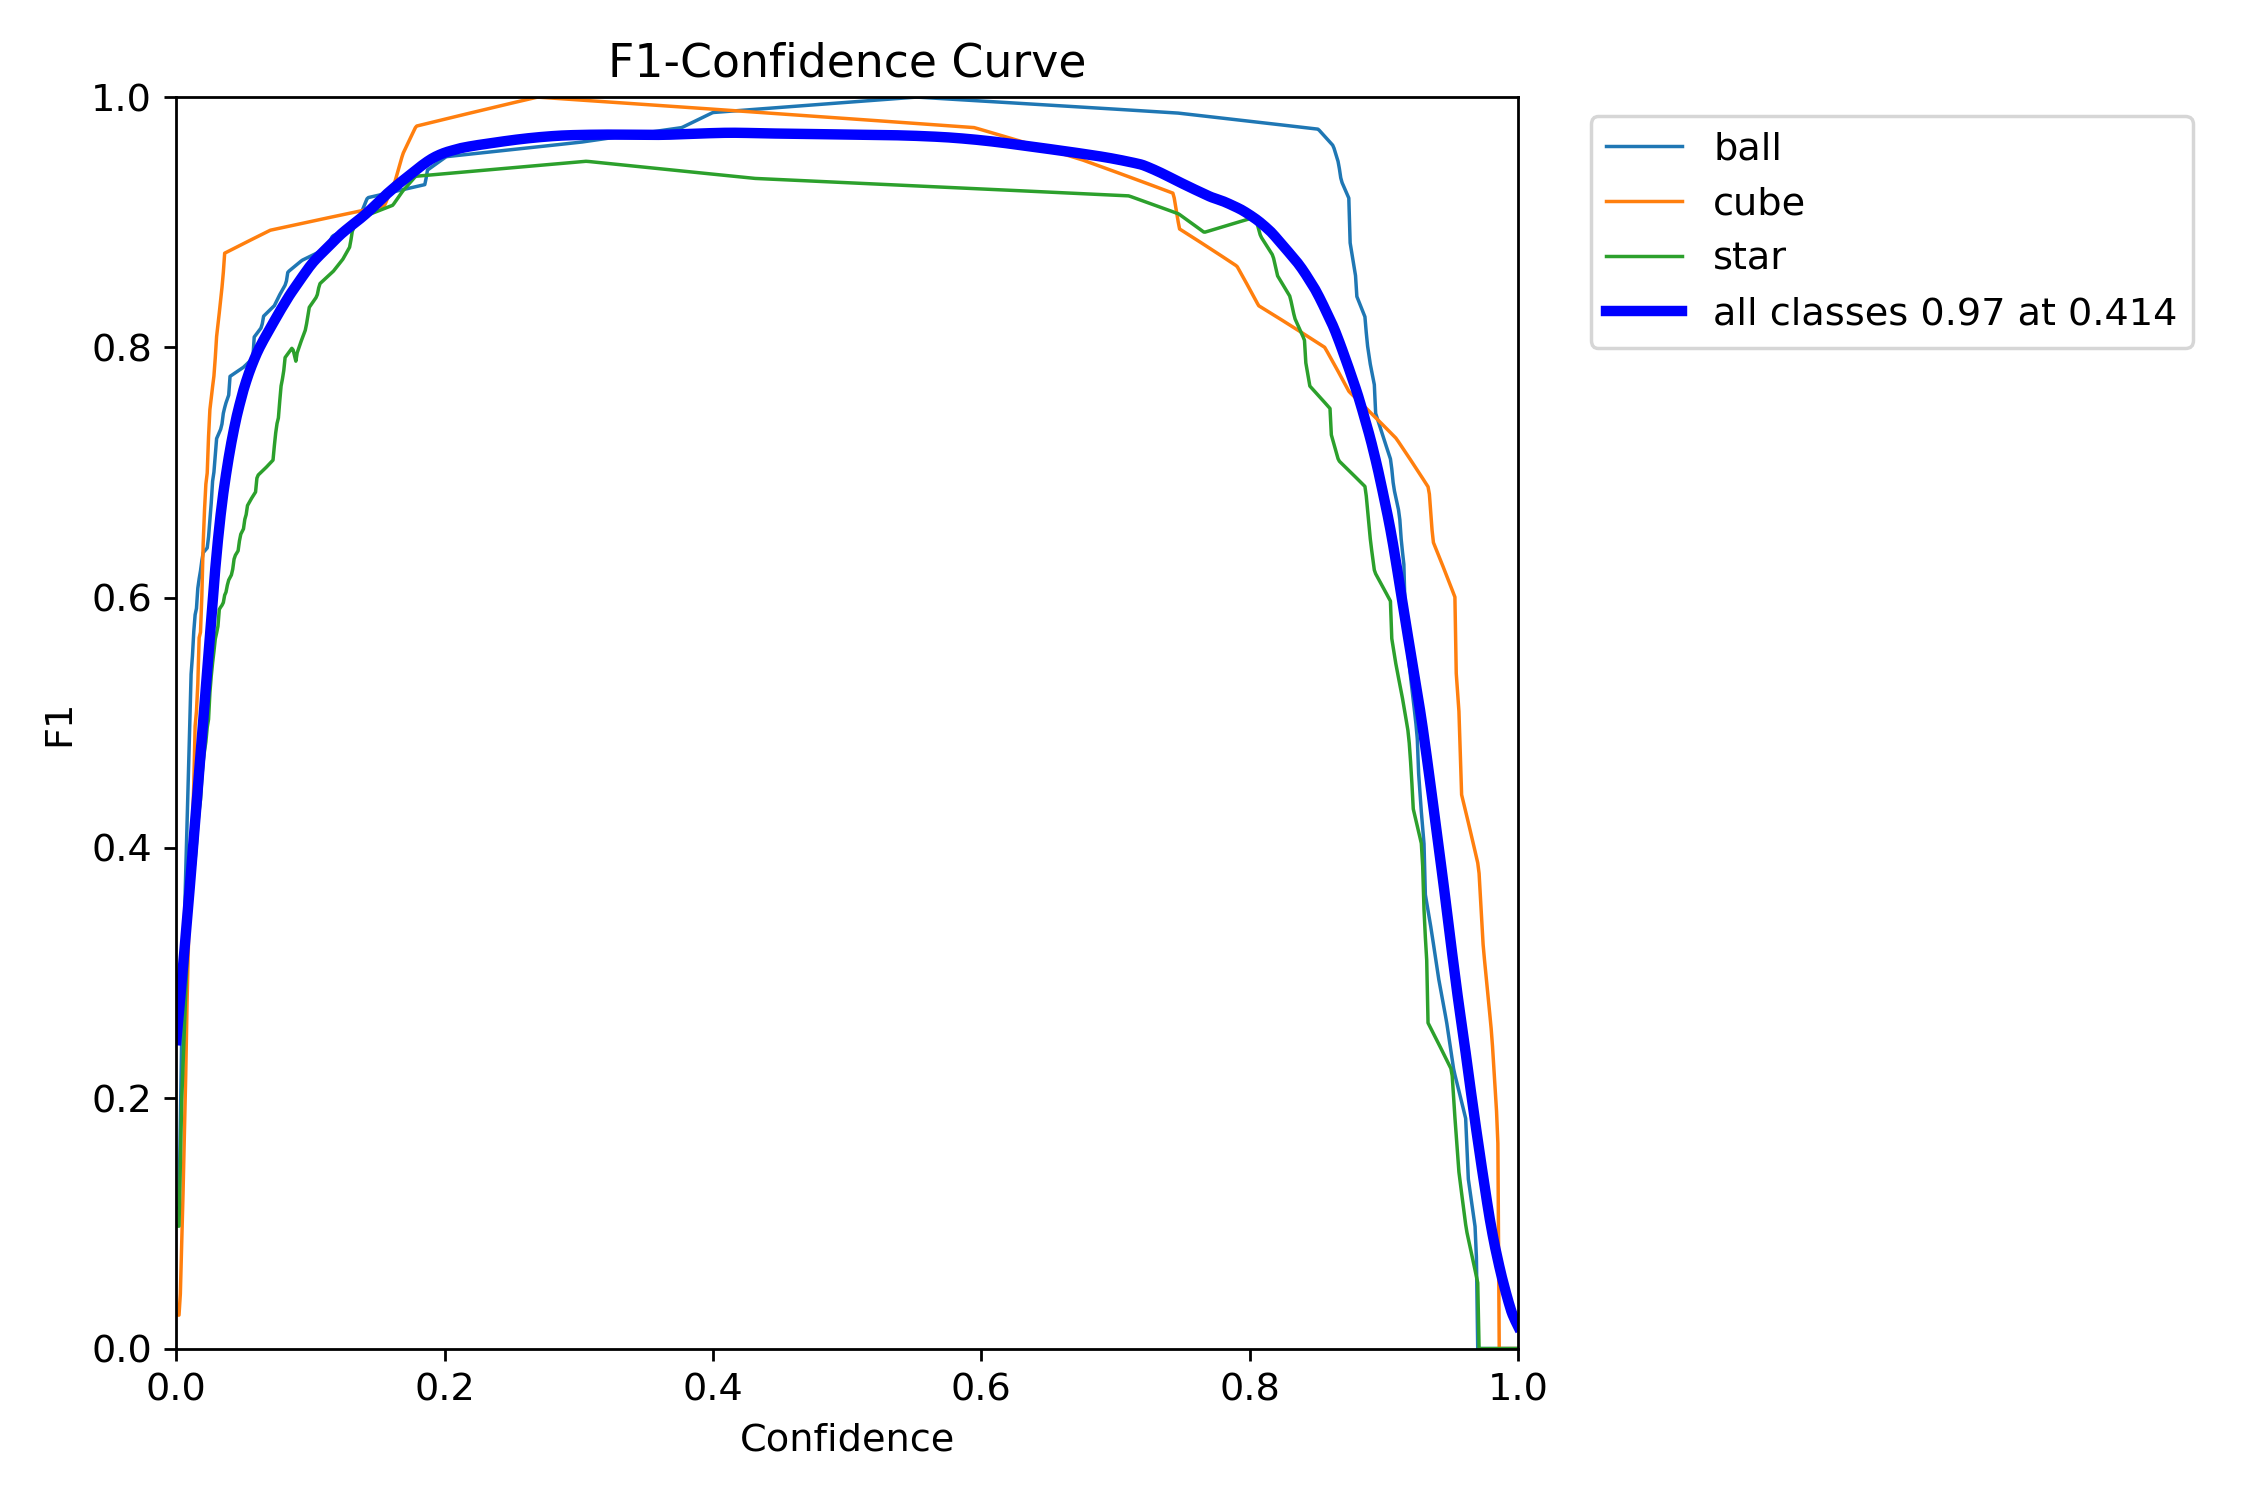 F1-Confidence Curve
1.0
0.8
0.6
0.4
0.2
0.0
F1
0.0 0.2 0.4 0.6 0.8 1.0
Confidence
ball
cube
star
all classes 0.97 at 0.414